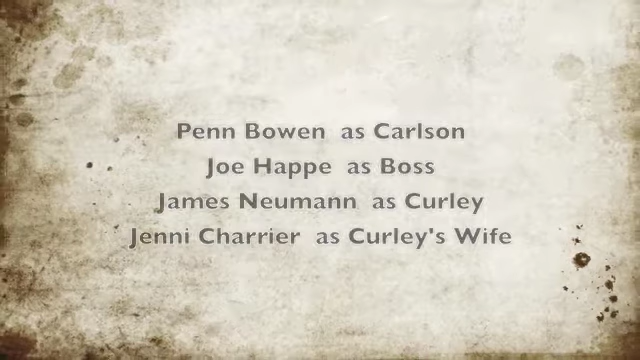 Penn Bowen as Carlson
Joe Happe as Boss
James Neumann as Curley
Jenni Charrier as Curley's Wife